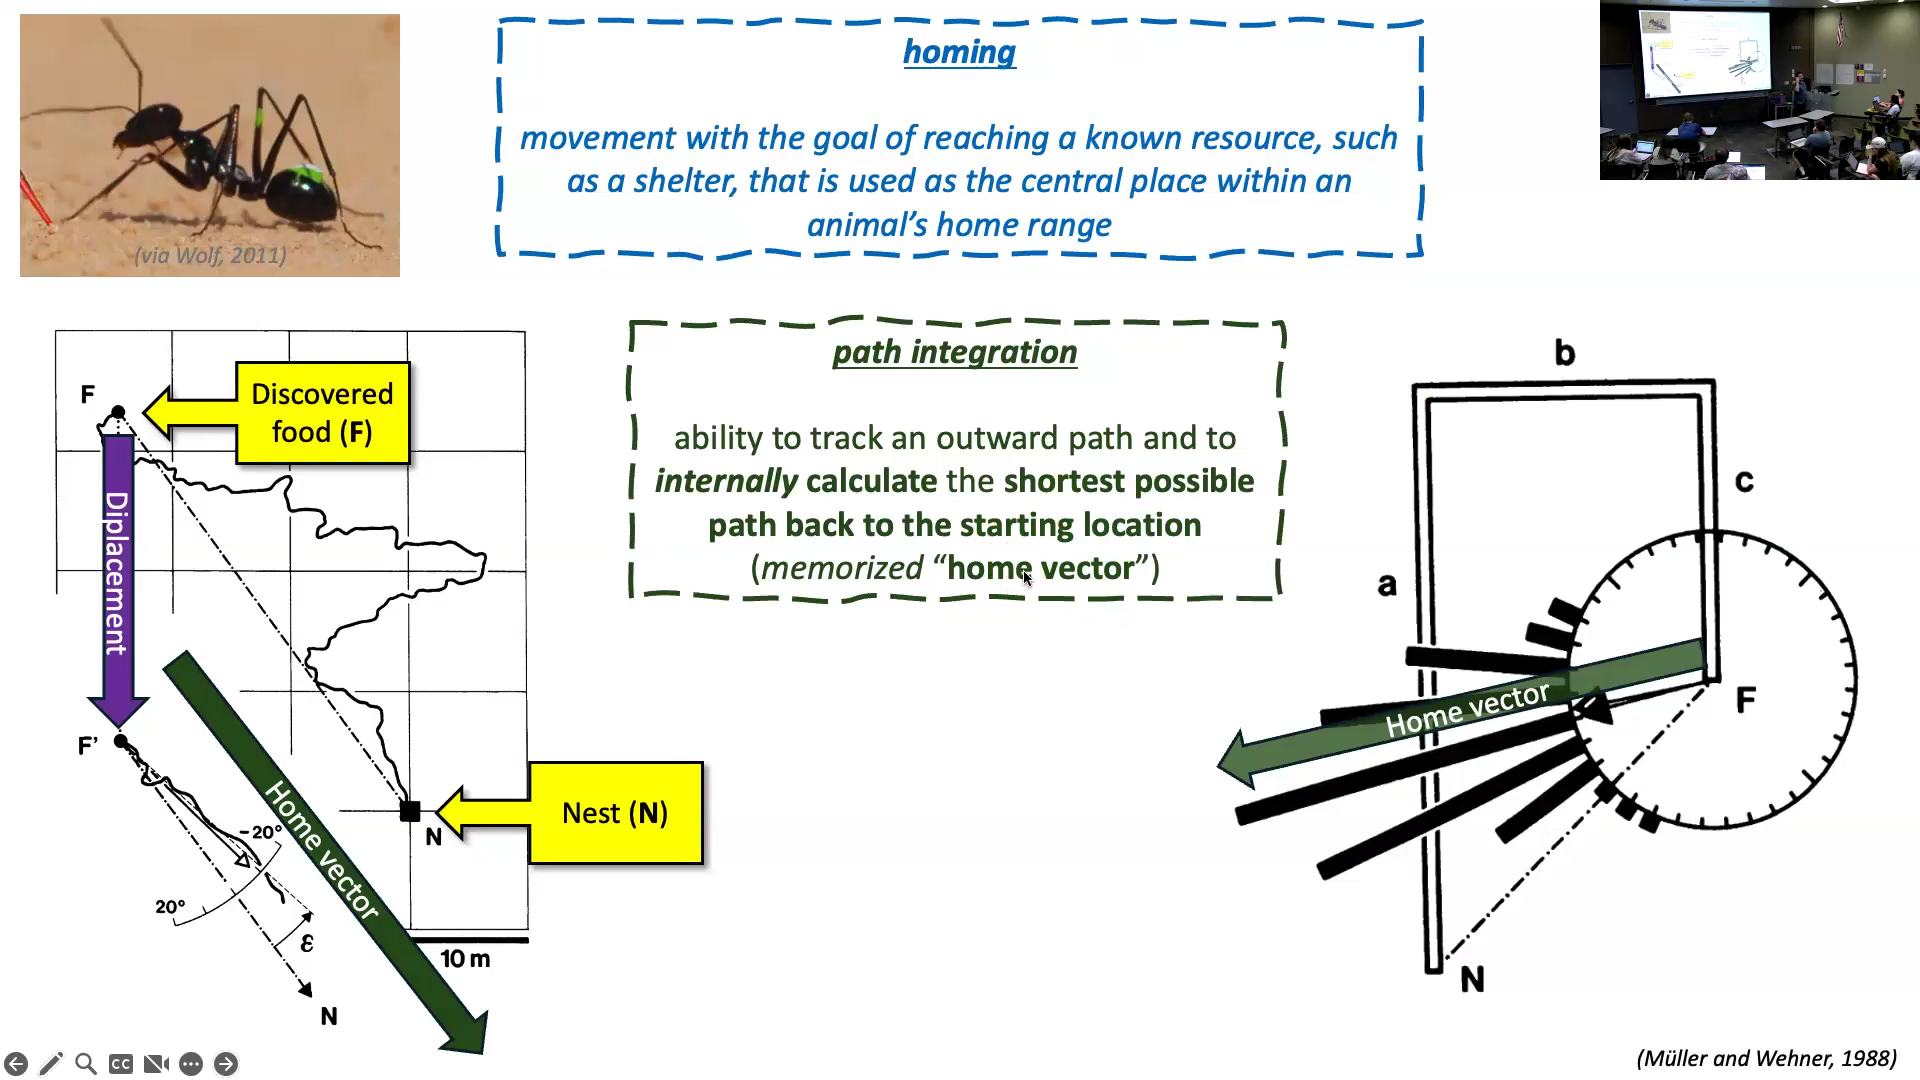 homing
movement with the goal of reaching a known resource, such
as a shelter, that is used as the central place within an
animal's home range
(via Wolf, 2011)
path integration
ability to track an outward path and to
internally calculate the shortest possible
path back to the starting location
(memorized "home vector")
F
Discovered
food (F)
Diplacement
F'
Nest (N)
N
-20°
20°
ε
N
Home vector
10 m
b
c
a
Home vector
F
N
CC
(Müller and Wehner, 1988)